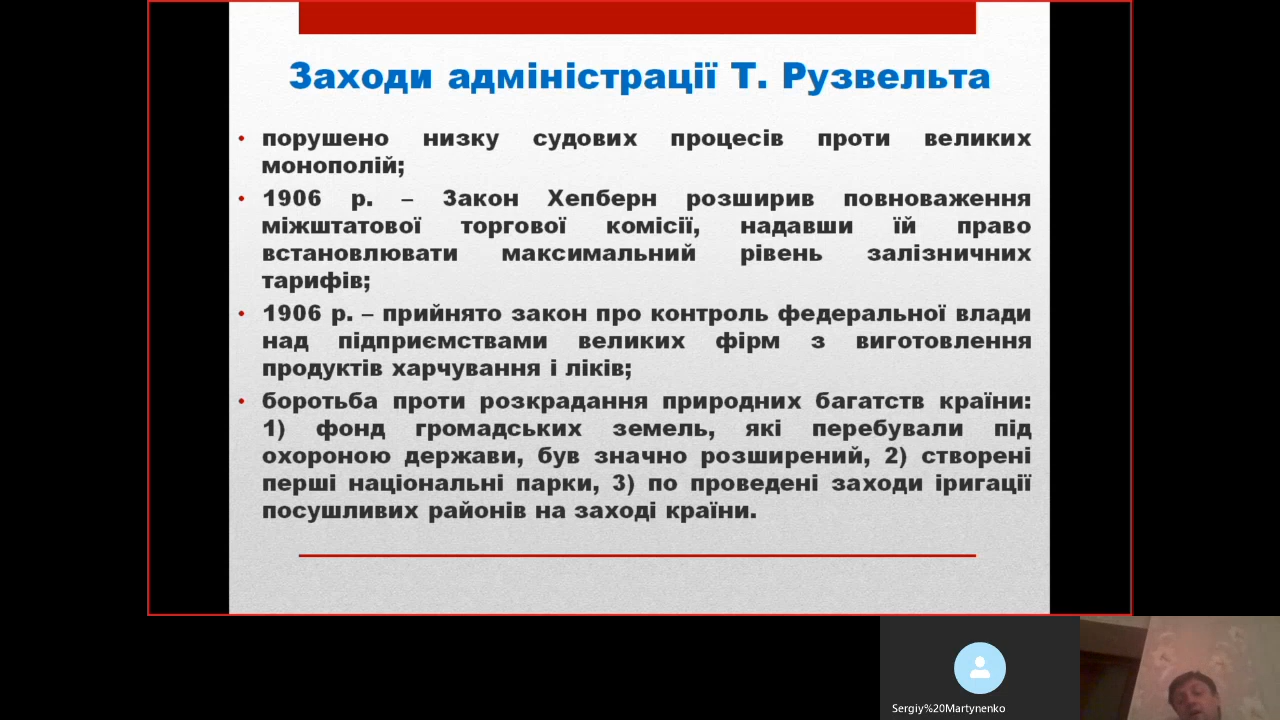 Заходи адміністрації Т. Рузвельта
• порушено низку судових процесів проти великих
монополій;
• 1906 р. – Закон Хепберн розширив повноваження
міжштатової торгової комісії, надавши їй право
встановлювати максимальний рівень залізничних
тарифів;
• 1906 р. – прийнято закон про контроль федеральної влади
над підприємствами великих фірм з виготовлення
продуктів харчування і ліків;
• боротьба проти розкрадання природних багатств країни:
1) фонд громадських земель, які перебували під
охороною держави, був значно розширений, 2) створені
перші національні парки, 3) по проведені заходи іригації
посушливих районів на заході країни.
Sergiy%20Martynenko